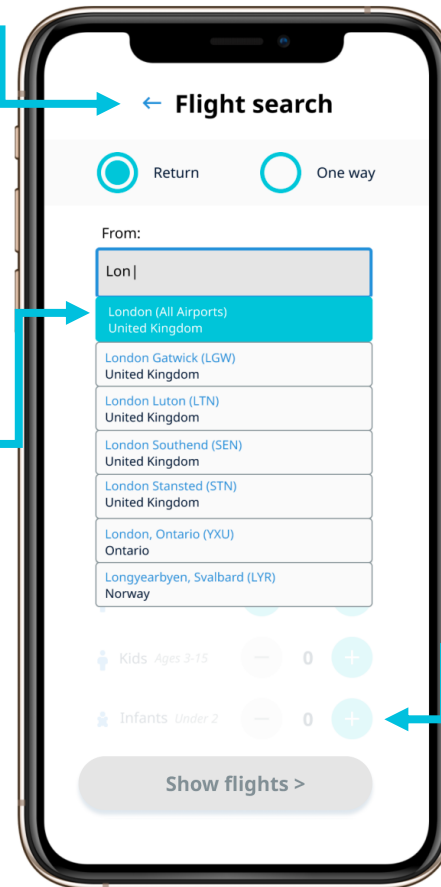 ← Flight search
Return One way
From:
Lon|
London (All Airports)
United Kingdom
London Gatwick (LGW)
United Kingdom
London Luton (LTN)
United Kingdom
London Southend (SEN)
United Kingdom
London Stansted (STN)
United Kingdom
London, Ontario (YXU)
Ontario
Longyearbyen, Svalbard (LYR)
Norway
Kids Ages 3-15 − 0 +
Infants Under 2 − 0 +
Show flights >